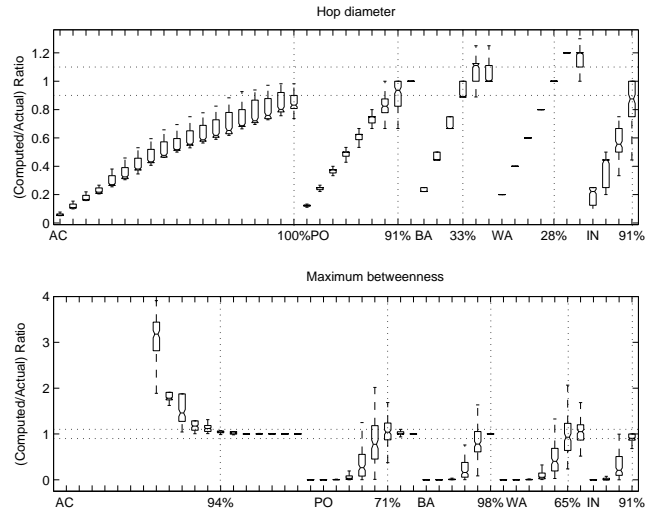 Hop diameter
(Computed/Actual) Ratio
1.2
1
0.8
0.6
0.4
0.2
0
AC 100% PO 91% BA 33% WA 28% IN 91%
Maximum betweenness
(Computed/Actual) Ratio
4
3
2
1
0
AC 94% PO 71% BA 98% WA 65% IN 91%